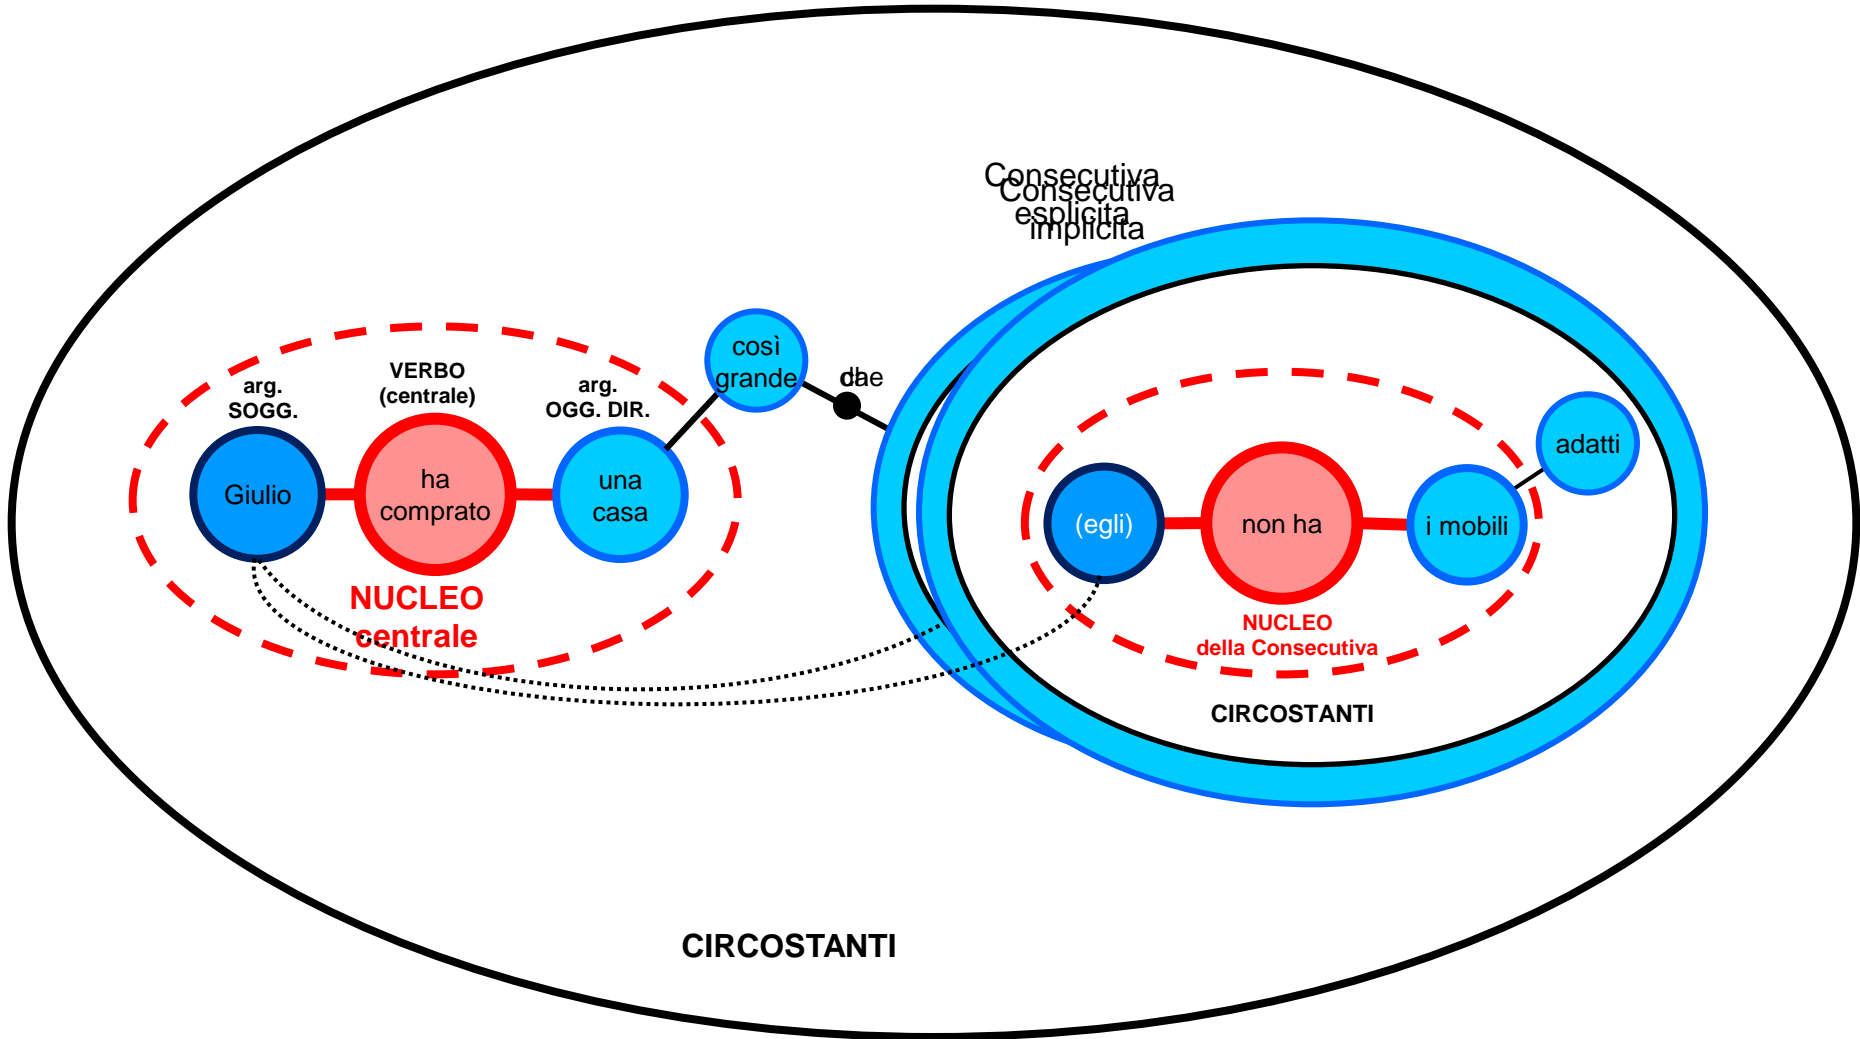 Consecutiva
esplicita
Consecutiva
implicita
così
grande
che
da
VERBO
(centrale)
arg.
SOGG.
arg.
OGG. DIR.
Giulio
ha
comprato
una
casa
adatti
(egli)
non ha
i mobili
NUCLEO
centrale
NUCLEO
della Consecutiva
CIRCOSTANTI
CIRCOSTANTI